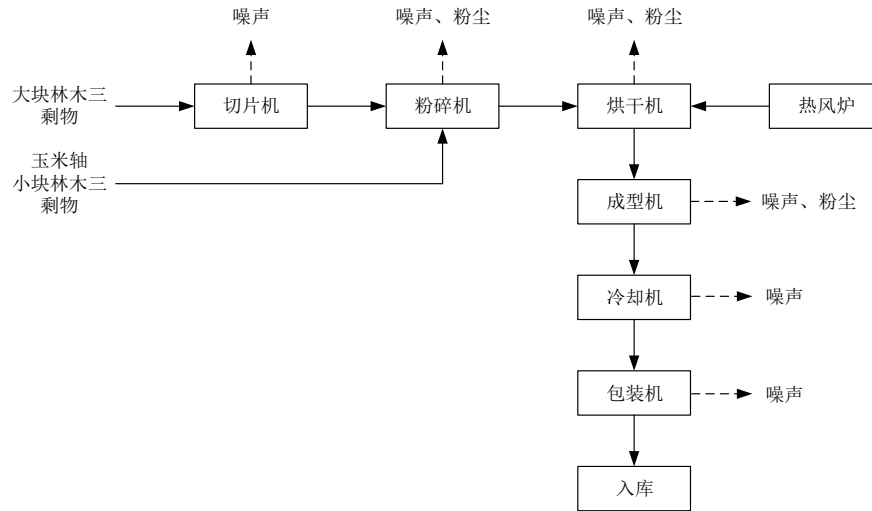 噪声
噪声、粉尘
噪声、粉尘
大块林木三
剩物
切片机
粉碎机
烘干机
热风炉
玉米轴
小块林木三
剩物
成型机
噪声、粉尘
冷却机
噪声
包装机
噪声
入库